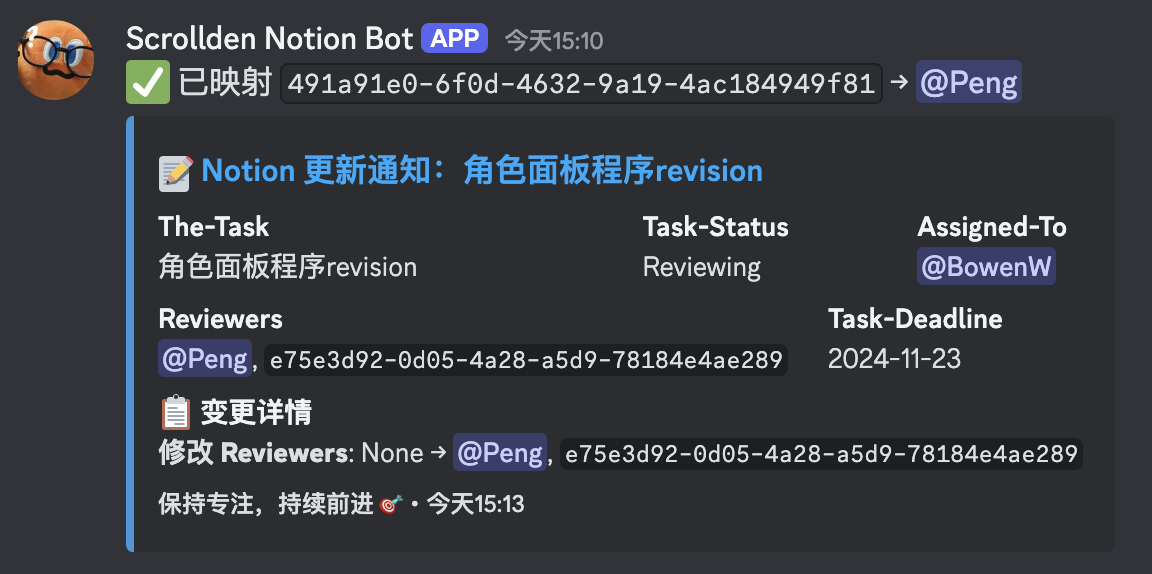 Scrollden Notion Bot APP 今天15:10
✅ 已映射 491a91e0-6f0d-4632-9a19-4ac184949f81 → @Peng
📝 Notion 更新通知：角色面板程序revision
The-Task Task-Status Assigned-To
角色面板程序revision Reviewing @BowenW
Reviewers Task-Deadline
@Peng, e75e3d92-0d05-4a28-a5d9-78184e4ae289 2024-11-23
📋 变更详情
修改 Reviewers: None → @Peng, e75e3d92-0d05-4a28-a5d9-78184e4ae289
保持专注，持续前进🎯 • 今天15:13